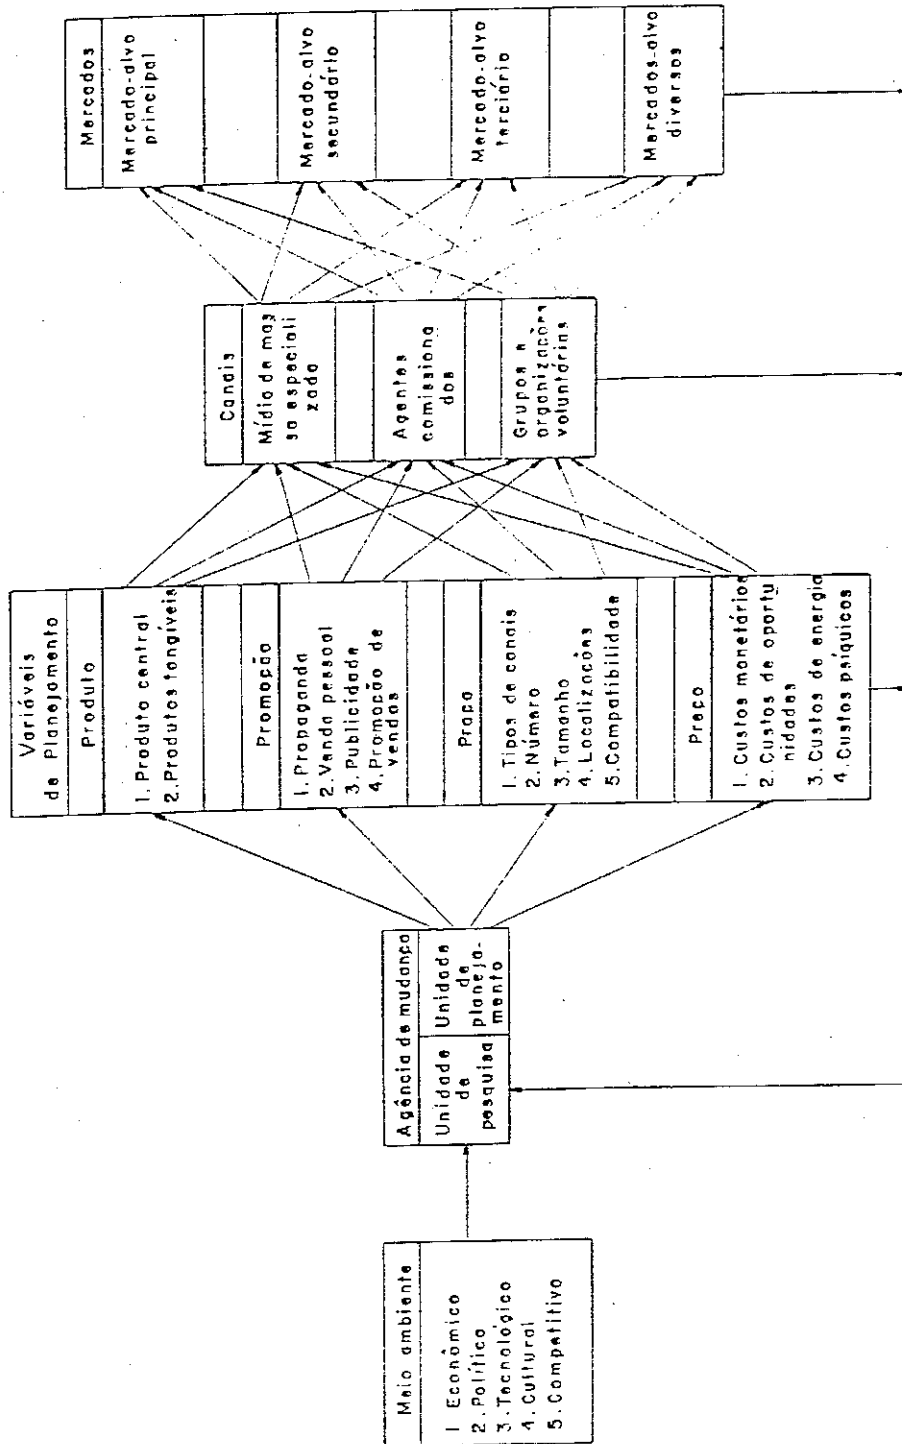 Meio ambiente
1 Econômico
2. Político
3. Tecnológico
4. Cultural
5. Competitivo
Agência de mudança
Unidade
de
pesquisa
Unidade
de
planeja-
mento
Variáveis
de Planejamento
Produto
1. Produto central
2. Produtos tangíveis
Promoção
1. Propaganda
2. Venda pessoal
3. Publicidade
4. Promoção de
vendas
Praça
1. Tipos de canais
2. Número
3. Tamanho
4. Localizações
5. Compatibilidade
Preço
1. Custos monetários
2. Custos de oportu
nidades
3. Custos de energia
4. Custos psíquicos
Canais
Mídia de mas
sa especiali
zada
Agentes
comissiona
dos
Grupos e
organizações
voluntárias
Mercados
Mercado-alvo
principal
Mercado-alvo
secundário
Mercado-alvo
terciário
Mercados-alvo
diversos